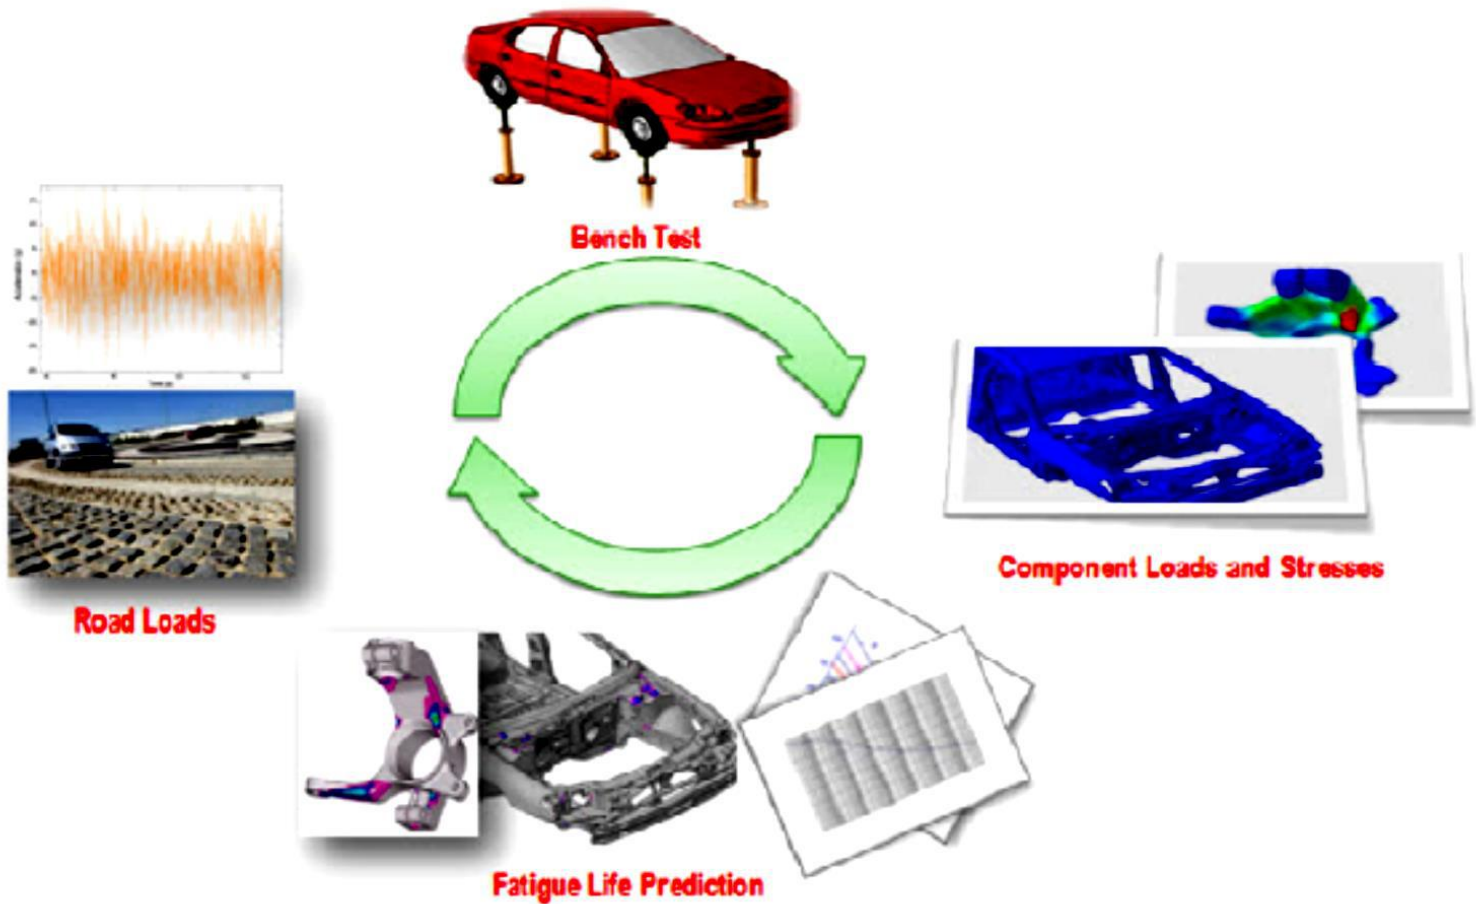 Bench Test
Component Loads and Stresses
Road Loads
Fatigue Life Prediction